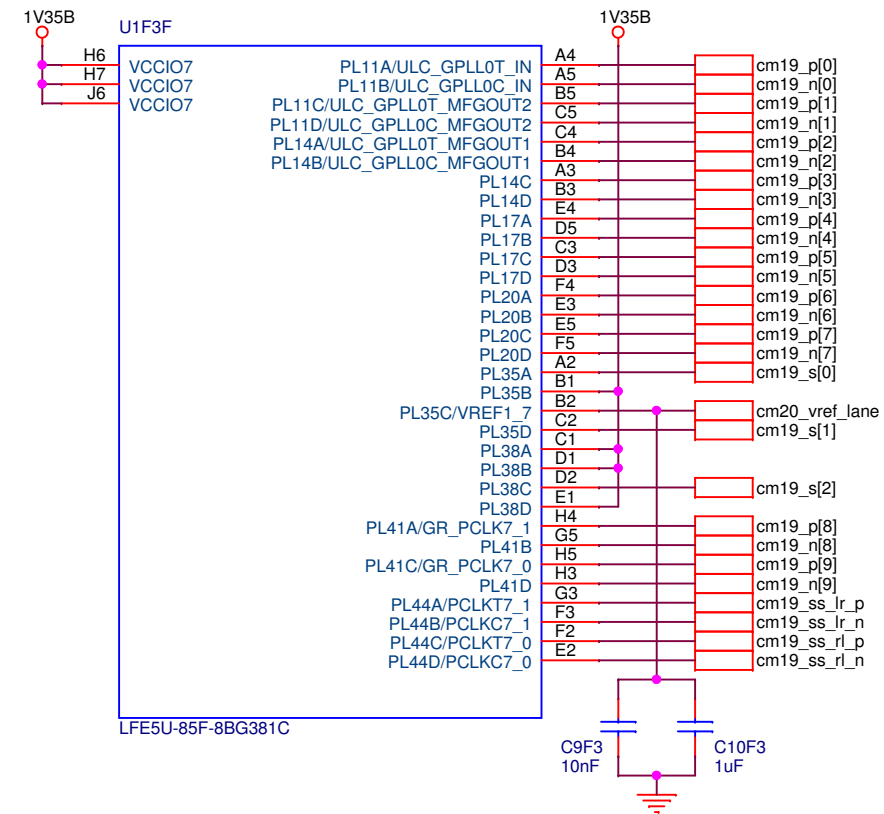 1V35B
1V35B
U1F3F
H6 VCCIO7
H7 VCCIO7
J6 VCCIO7
PL11A/ULC_GPLL0T_IN A4 cm19_p[0]
PL11B/ULC_GPLL0C_IN A5 cm19_n[0]
PL11C/ULC_GPLL0T_MFGOUT2 B5 cm19_p[1]
PL11D/ULC_GPLL0C_MFGOUT2 C5 cm19_n[1]
PL14A/ULC_GPLL0T_MFGOUT1 C4 cm19_p[2]
PL14B/ULC_GPLL0C_MFGOUT1 B4 cm19_n[2]
PL14C A3 cm19_p[3]
PL14D B3 cm19_n[3]
PL17A E4 cm19_p[4]
PL17B D5 cm19_n[4]
PL17C C3 cm19_p[5]
PL17D D3 cm19_n[5]
PL20A F4 cm19_p[6]
PL20B E3 cm19_n[6]
PL20C E5 cm19_p[7]
PL20D F5 cm19_n[7]
PL35A A2 cm19_s[0]
PL35B B1
PL35C/VREF1_7 B2 cm20_vref_lane
PL35D C2 cm19_s[1]
PL38A C1
PL38B D1
PL38C D2 cm19_s[2]
PL38D E1
PL41A/GR_PCLK7_1 H4 cm19_p[8]
PL41B G5 cm19_n[8]
PL41C/GR_PCLK7_0 H5 cm19_p[9]
PL41D H3 cm19_n[9]
PL44A/PCLKT7_1 G3 cm19_ss_lr_p
PL44B/PCLKC7_1 F3 cm19_ss_lr_n
PL44C/PCLKT7_0 F2 cm19_ss_rl_p
PL44D/PCLKC7_0 E2 cm19_ss_rl_n
LFE5U-85F-8BG381C
C9F3 C10F3
10nF 1uF